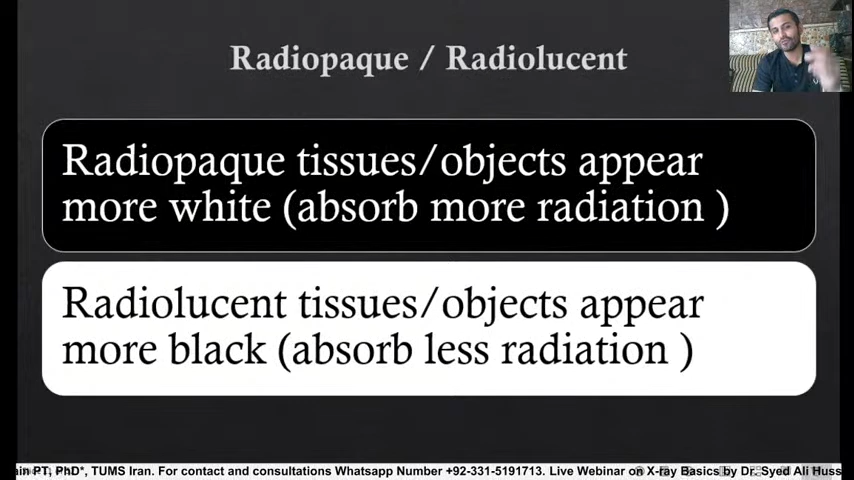 Radiopaque / Radiolucent
Radiopaque tissues/objects appear
more white (absorb more radiation )
Radiolucent tissues/objects appear
more black (absorb less radiation )
ain PT, PhD*, TUMS Iran. For contact and consultations Whatsapp Number +92-331-5191713. Live Webinar on X-ray Basics by Dr. Syed Ali Huss